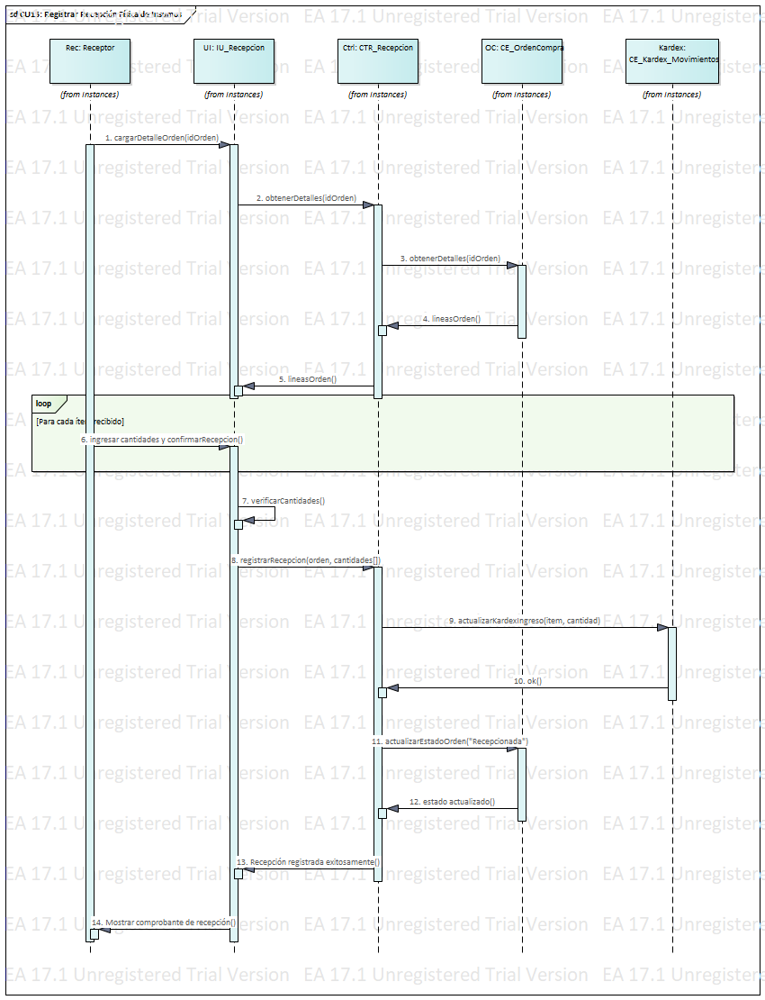 sd CU15: Registrar Recepción Física de Insumos
Rec: Receptor
UI: IU_Recepcion
Ctrl: CTR_Recepcion
OC: CE_OrdenCompra
Kardex:
CE_Kardex_Movimientos
(from instances)
(from instances)
(from instances)
(from instances)
(from instances)
1. cargarDetalleOrden(idOrden)
2. obtenerDetalles(idOrden)
3. obtenerDetalles(idOrden)
4. lineasOrden()
5. lineasOrden()
loop
[Para cada ítem recibido]
6. ingresar cantidades y confirmarRecepcion()
7. verificarCantidades()
8. registrarRecepcion(orden, cantidades[])
9. actualizarKardexIngreso(item, cantidad)
10. ok()
11. actualizarEstadoOrden("Recepcionada")
12. estado actualizado()
13. Recepción registrada exitosamente()
14. Mostrar comprobante de recepción()
EA 17.1 Unregistered Trial Version